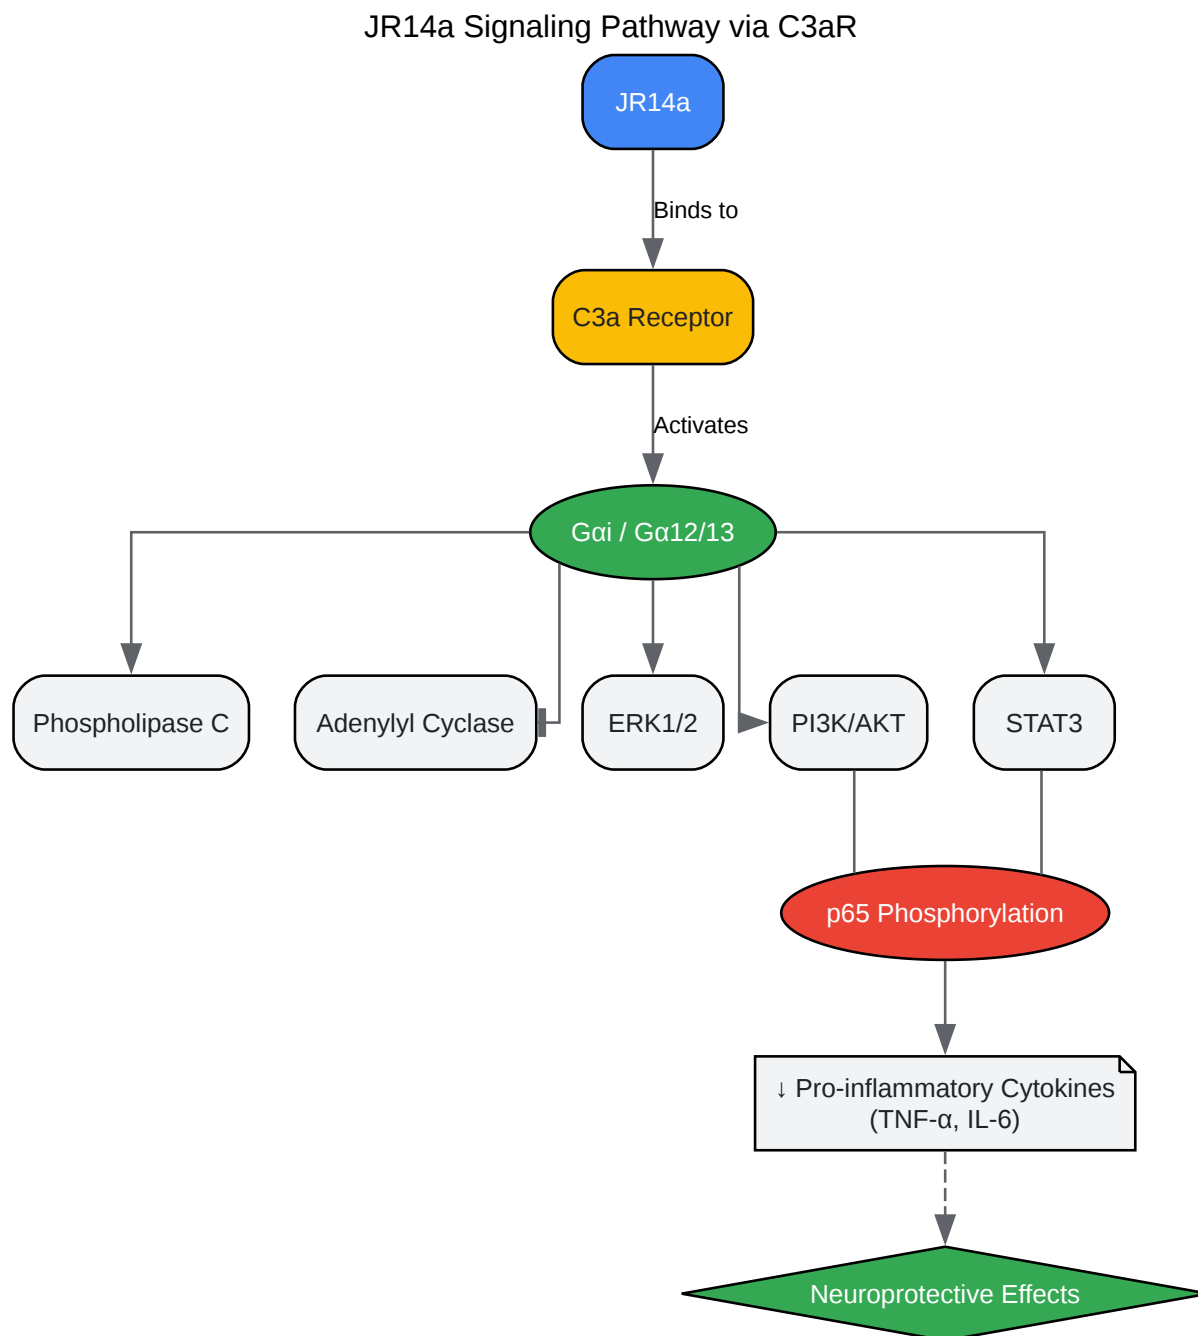 JR14a Signaling Pathway via C3aR
JR14a
Binds to
C3a Receptor
Activates
Gαi / Gα12/13
Phospholipase C
Adenylyl Cyclase
ERK1/2
PI3K/AKT
STAT3
p65 Phosphorylation
↓ Pro-inflammatory Cytokines
(TNF-α, IL-6)
Neuroprotective Effects